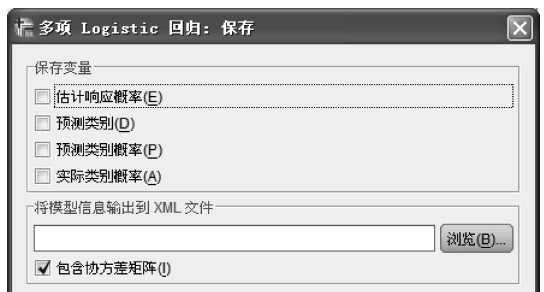 多项 Logistic 回归: 保存
保存变量
估计响应概率(E)
预测类别(D)
预测类别概率(P)
实际类别概率(A)
将模型信息输出到 XML 文件
浏览(B)...
包含协方差矩阵(I)